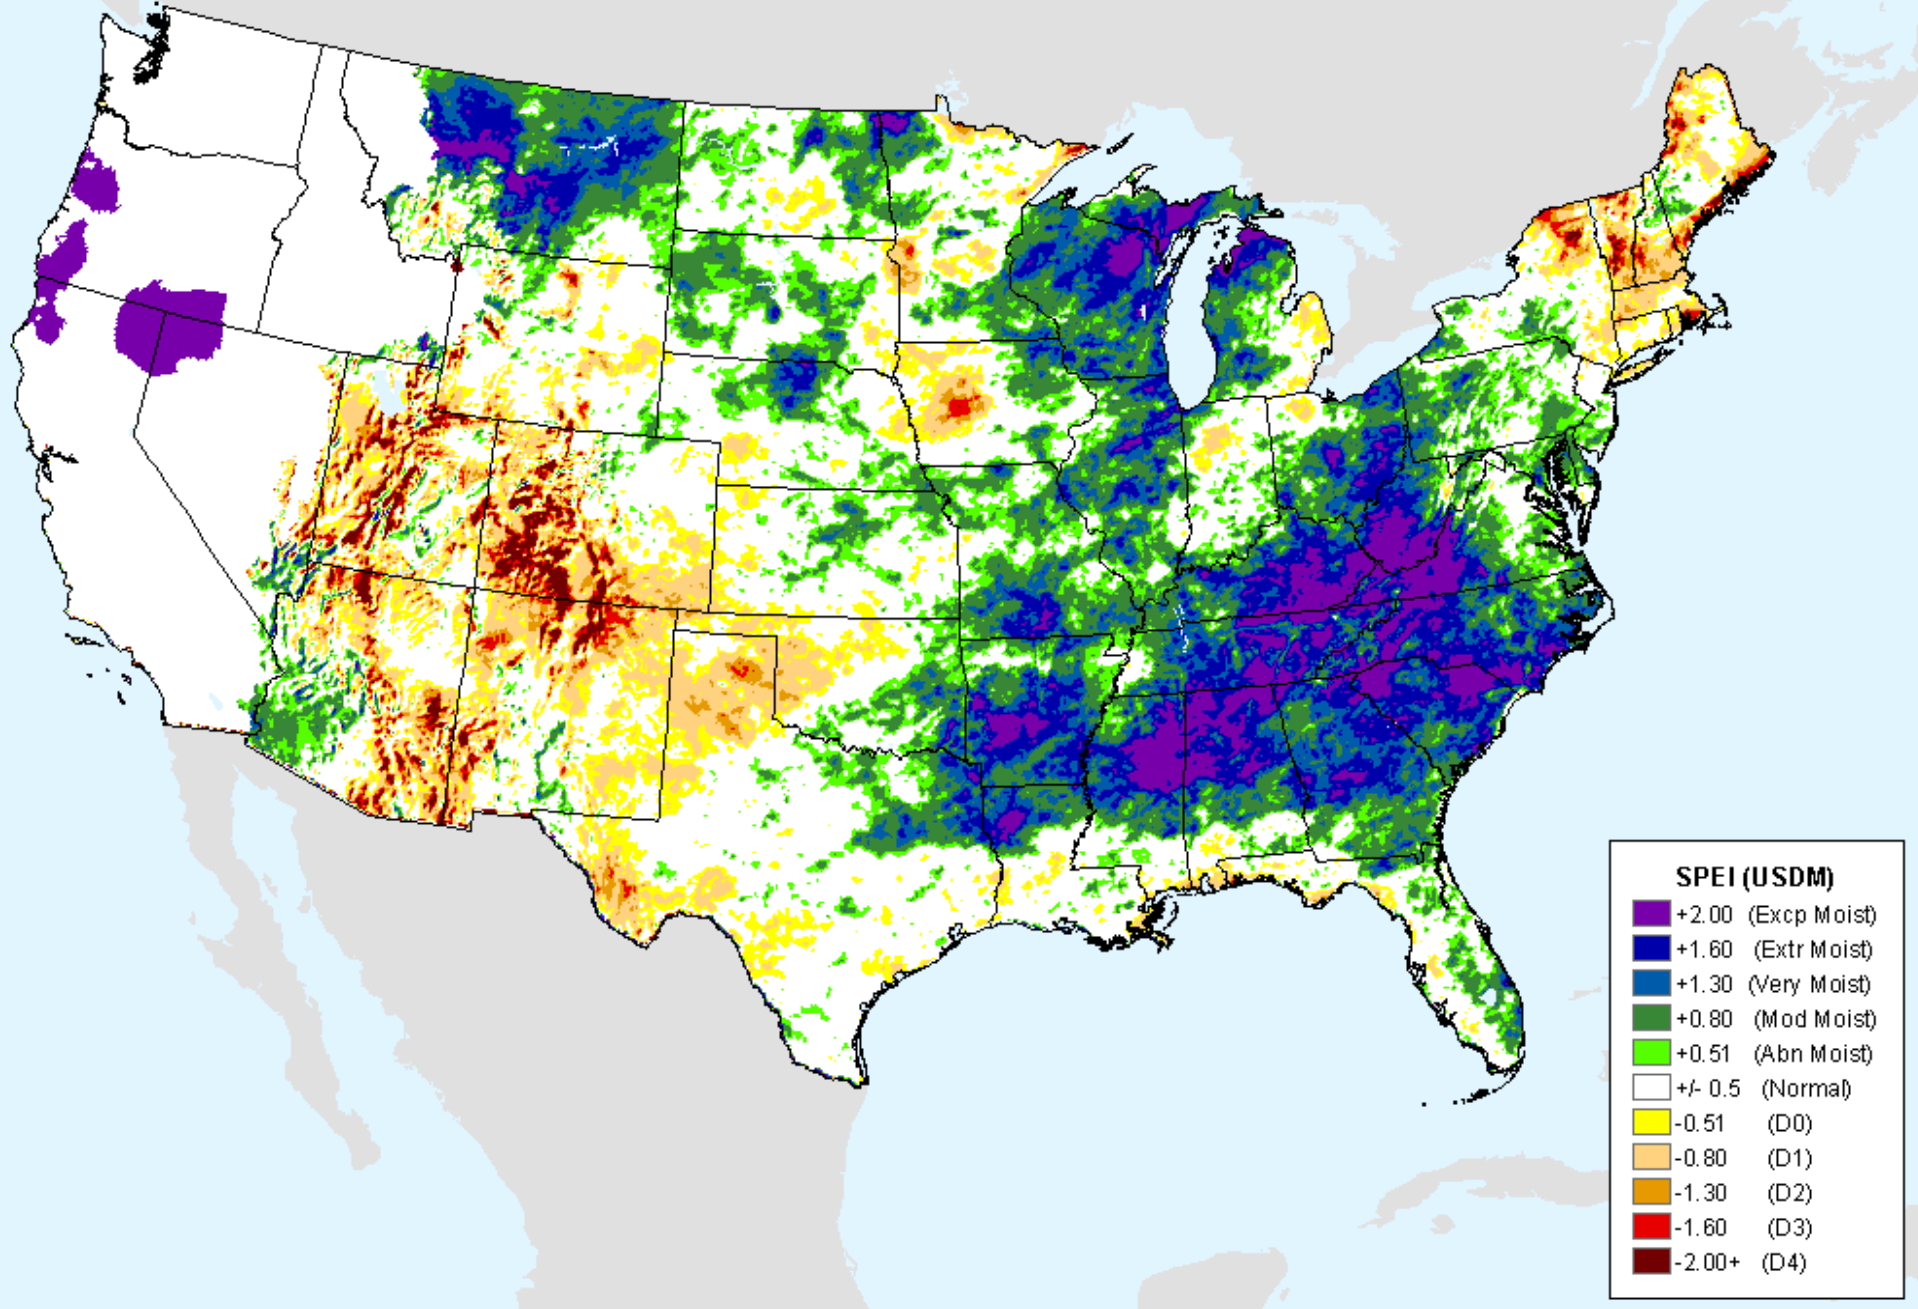 SPEI (USDM)
+2.00 (Excp Moist)
+1.60 (Extr Moist)
+1.30 (Very Moist)
+0.80 (Mod Moist)
+0.51 (Abn Moist)
+/- 0.5 (Normal)
-0.51 (D0)
-0.80 (D1)
-1.30 (D2)
-1.60 (D3)
-2.00+ (D4)